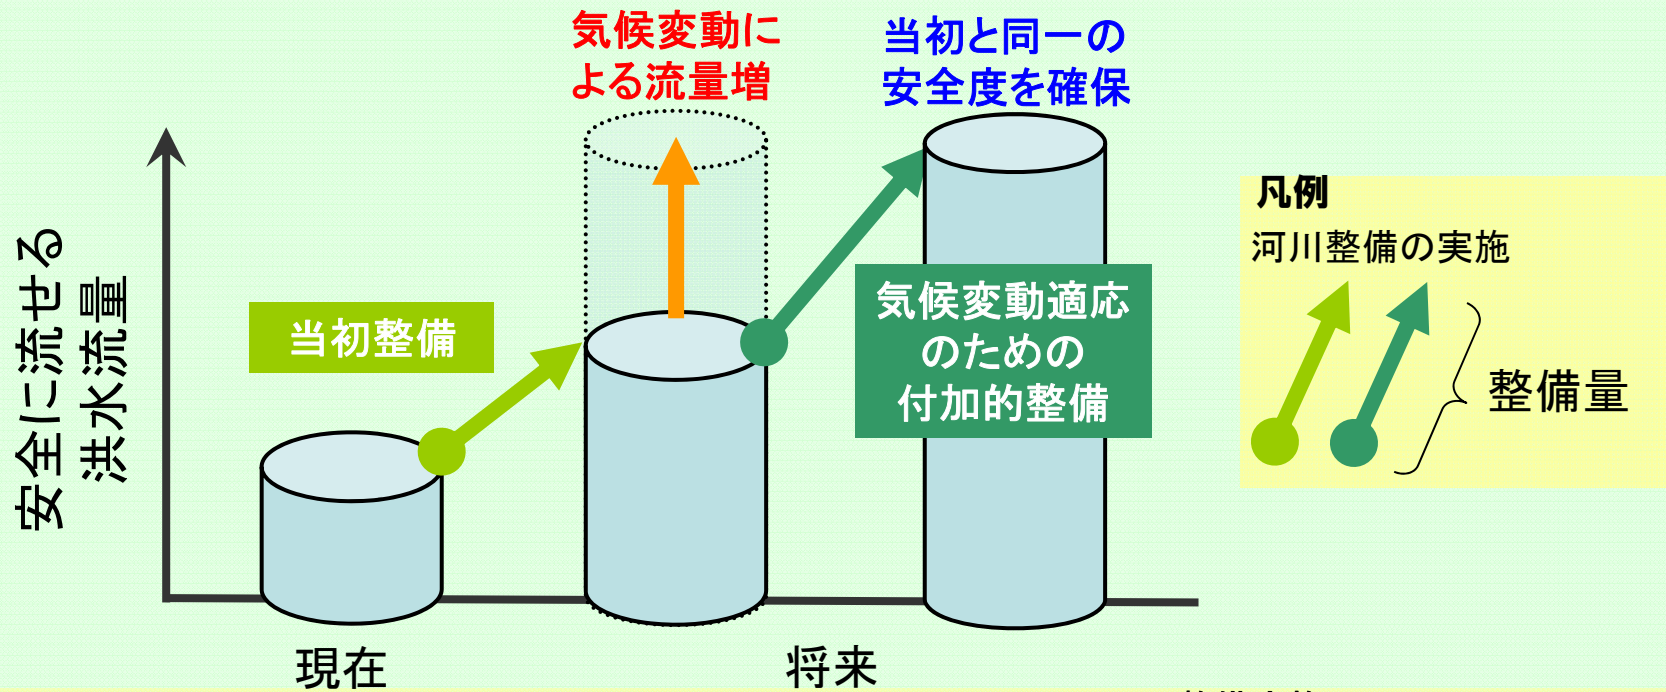 気候変動に
よる流量増
当初と同一の
安全度を確保
安全に流せる
洪水流量
当初整備
気候変動適応
のための
付加的整備
凡例
河川整備の実施
整備量
現在
将来